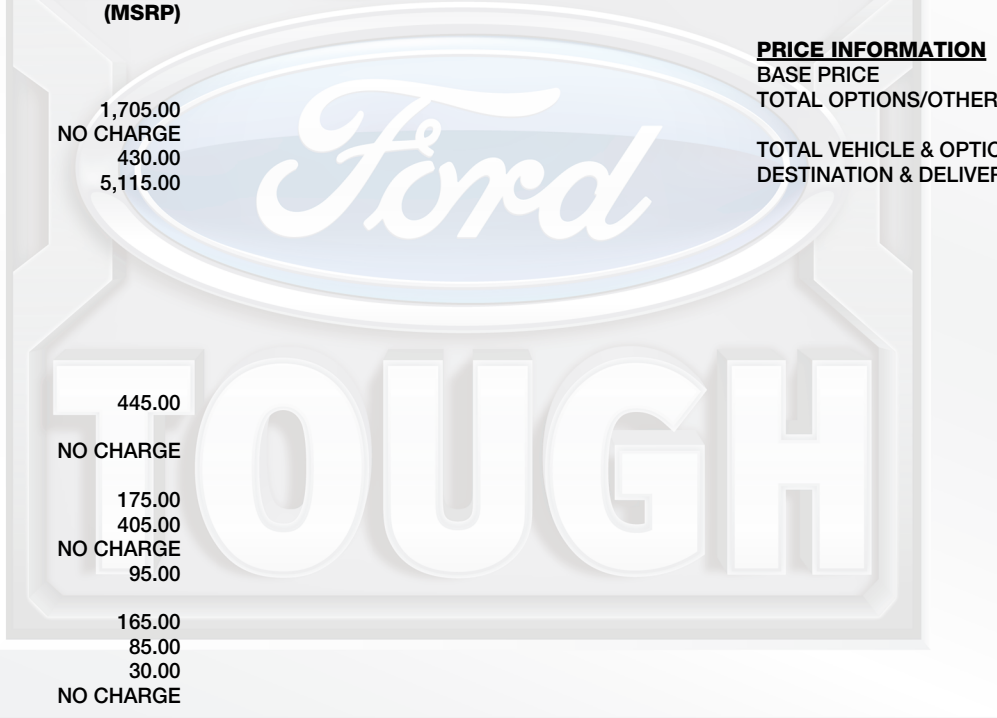 (MSRP)
1,705.00
NO CHARGE
430.00
5,115.00
445.00
NO CHARGE
175.00
405.00
NO CHARGE
95.00
165.00
85.00
30.00
NO CHARGE
PRICE INFORMATION
BASE PRICE
TOTAL OPTIONS/OTHER
TOTAL VEHICLE & OPTIO
DESTINATION & DELIVER
Ford
TOUGH